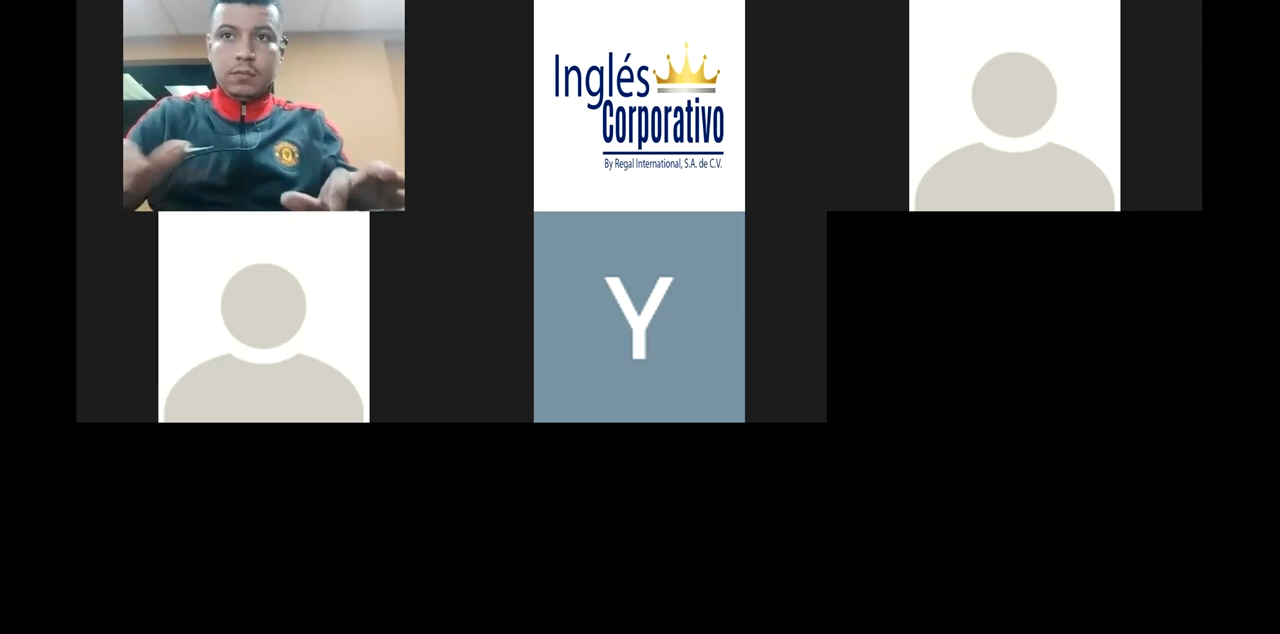 Inglés
Corporativo
By Regal International, S.A. de C.V.
Y